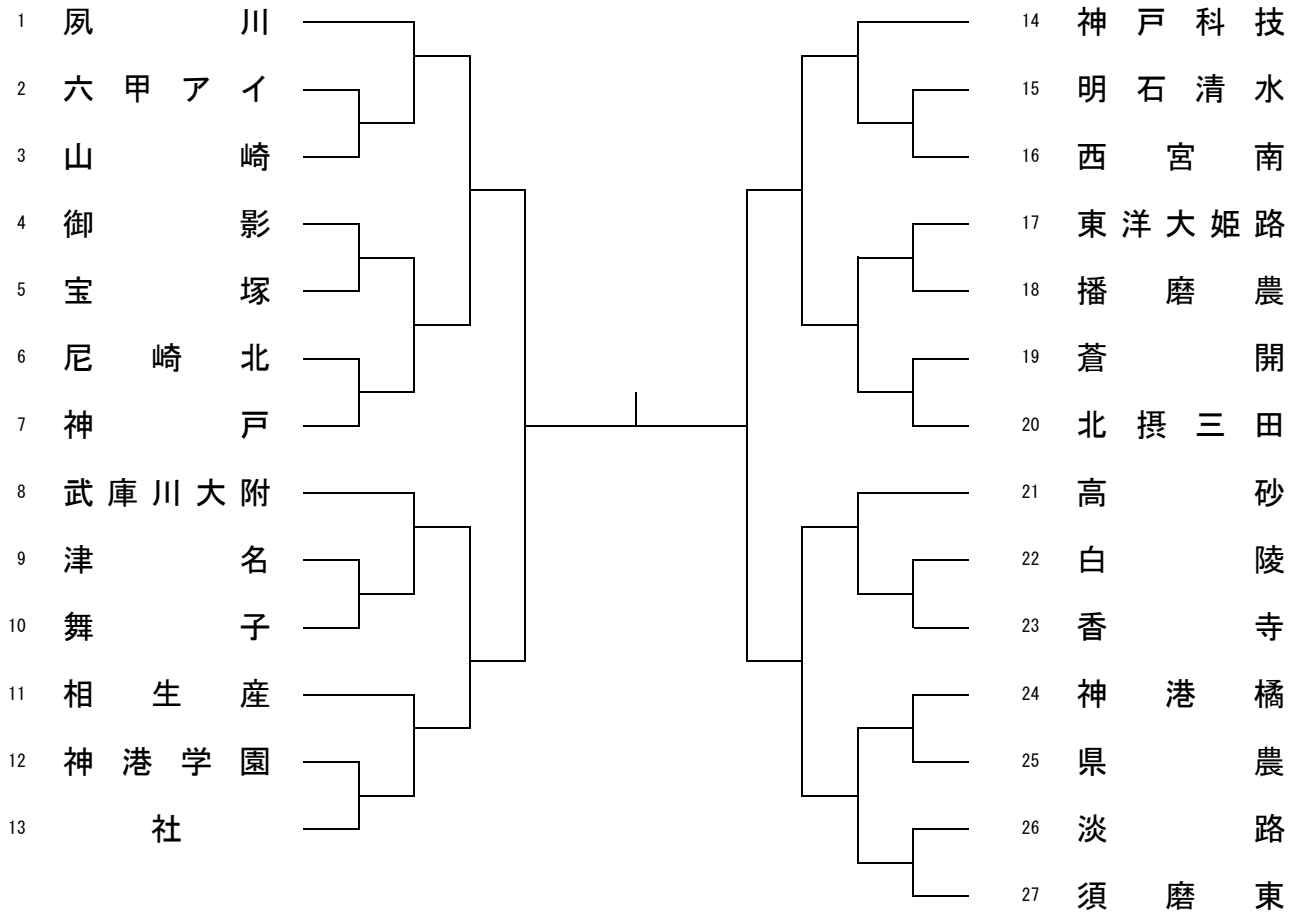 1 夙川
2 六甲アイ
3 山崎
4 御影
5 宝塚
6 尼崎北
7 神戸
8 武庫川大附
9 津名
10 舞子
11 相生産
12 神港学園
13 社
14 神戸科技
15 明石清水
16 西宮南
17 東洋大姫路
18 播磨農
19 蒼開
20 北摂三田
21 高砂
22 白陵
23 香寺
24 神港橘
25 県農
26 淡路
27 須磨東